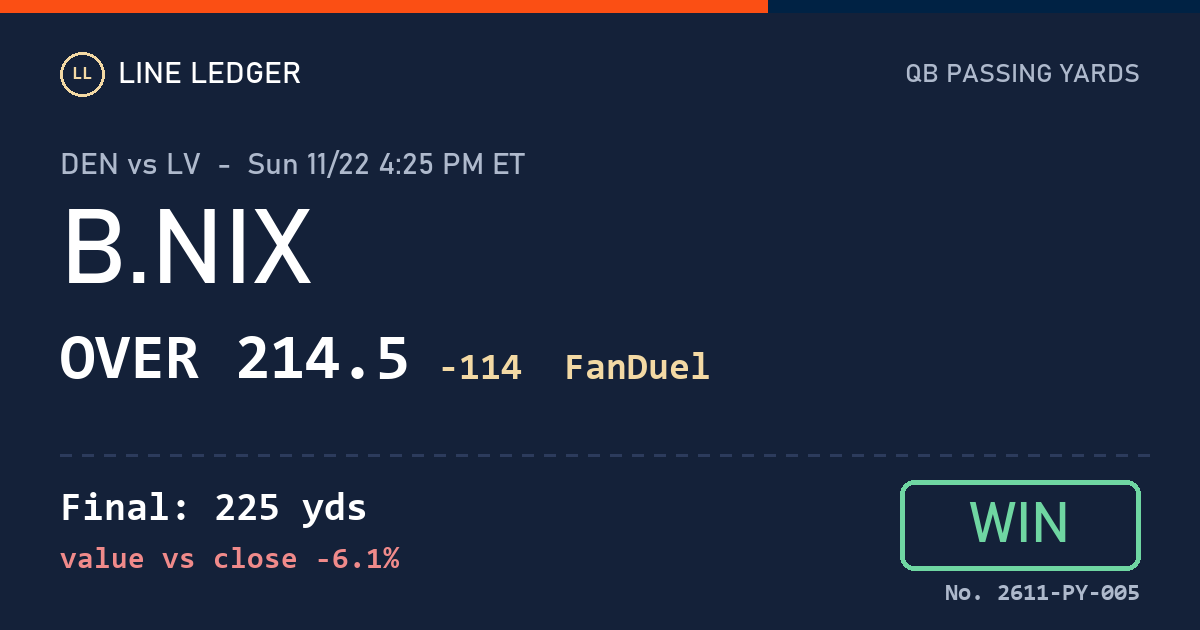 LL LINE LEDGER
QB PASSING YARDS
DEN vs LV - Sun 11/22 4:25 PM ET
B.NIX
OVER 214.5 -114 FanDuel
Final: 225 yds
value vs close -6.1%
WIN
No. 2611-PY-005